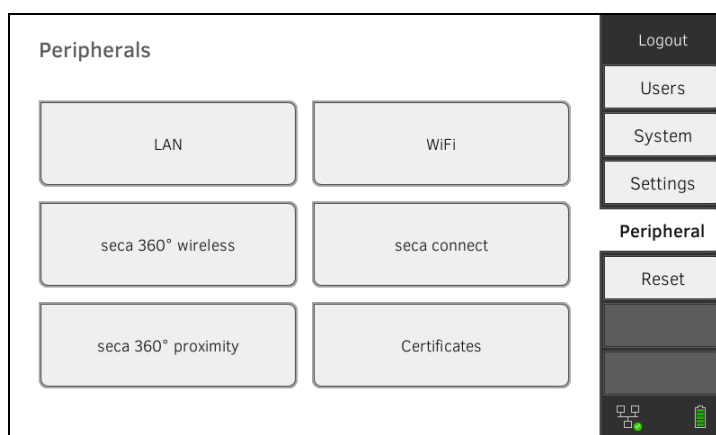 Peripherals
LAN
WiFi
seca 360° wireless
seca connect
seca 360° proximity
Certificates
Logout
Users
System
Settings
Peripheral
Reset